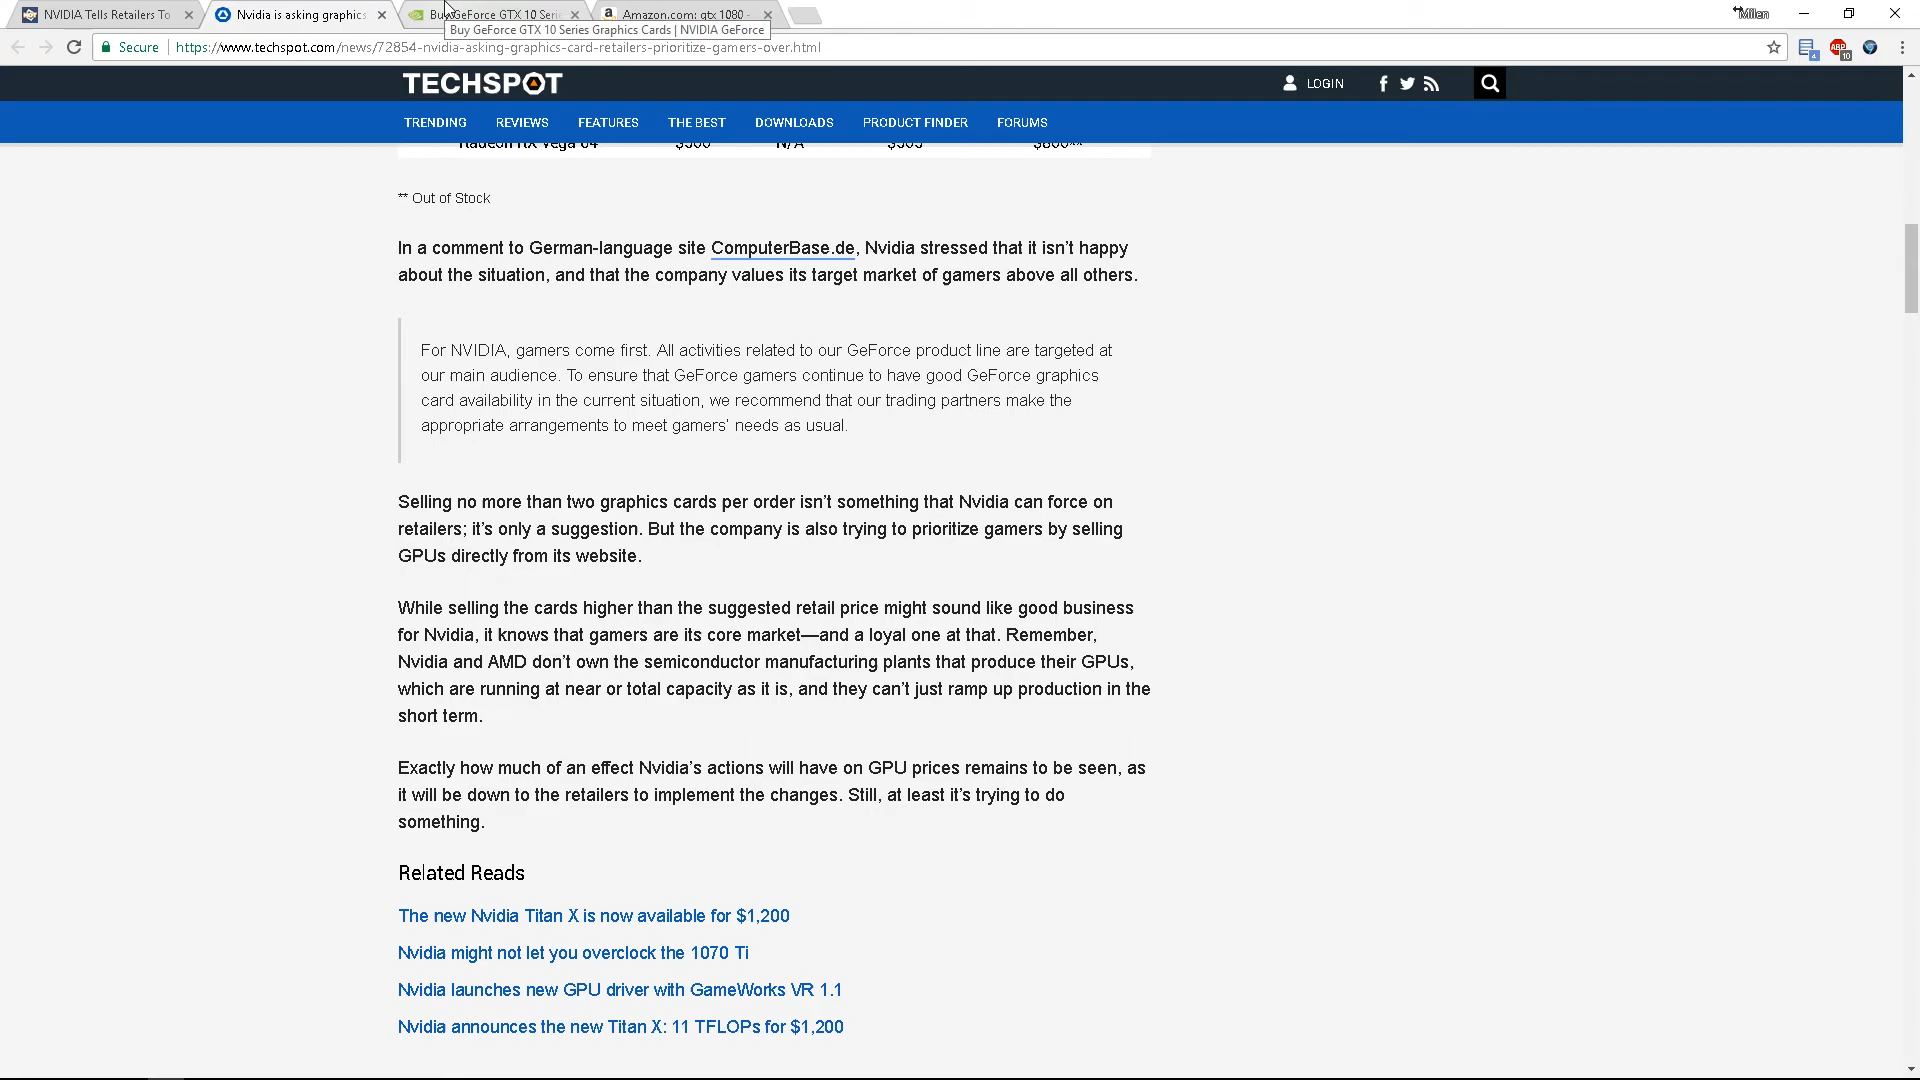 NVIDIA Tells Retailers To
Nvidia is asking graphics
Buy GeForce GTX 10 Serie
Amazon.com: gtx 1080 -
Milen
Buy GeForce GTX 10 Series Graphics Cards | NVIDIA GeForce
Secure
https://www.techspot.com/news/72854-nvidia-asking-graphics-card-retailers-prioritize-gamers-over.html
4
ABP
10
TECHSPOT
LOGIN
TRENDING
REVIEWS
FEATURES
THE BEST
DOWNLOADS
PRODUCT FINDER
FORUMS
Radeon RX Vega 64 $500 N/A
** Out of Stock
In a comment to German-language site ComputerBase.de, Nvidia stressed that it isn't happy
about the situation, and that the company values its target market of gamers above all others.
For NVIDIA, gamers come first. All activities related to our GeForce product line are targeted at
our main audience. To ensure that GeForce gamers continue to have good GeForce graphics
card availability in the current situation, we recommend that our trading partners make the
appropriate arrangements to meet gamers' needs as usual.
Selling no more than two graphics cards per order isn't something that Nvidia can force on
retailers; it's only a suggestion. But the company is also trying to prioritize gamers by selling
GPUs directly from its website.
While selling the cards higher than the suggested retail price might sound like good business
for Nvidia, it knows that gamers are its core market—and a loyal one at that. Remember,
Nvidia and AMD don't own the semiconductor manufacturing plants that produce their GPUs,
which are running at near or total capacity as it is, and they can't just ramp up production in the
short term.
Exactly how much of an effect Nvidia's actions will have on GPU prices remains to be seen, as
it will be down to the retailers to implement the changes. Still, at least it's trying to do
something.
Related Reads
The new Nvidia Titan X is now available for $1,200
Nvidia might not let you overclock the 1070 Ti
Nvidia launches new GPU driver with GameWorks VR 1.1
Nvidia announces the new Titan X: 11 TFLOPs for $1,200